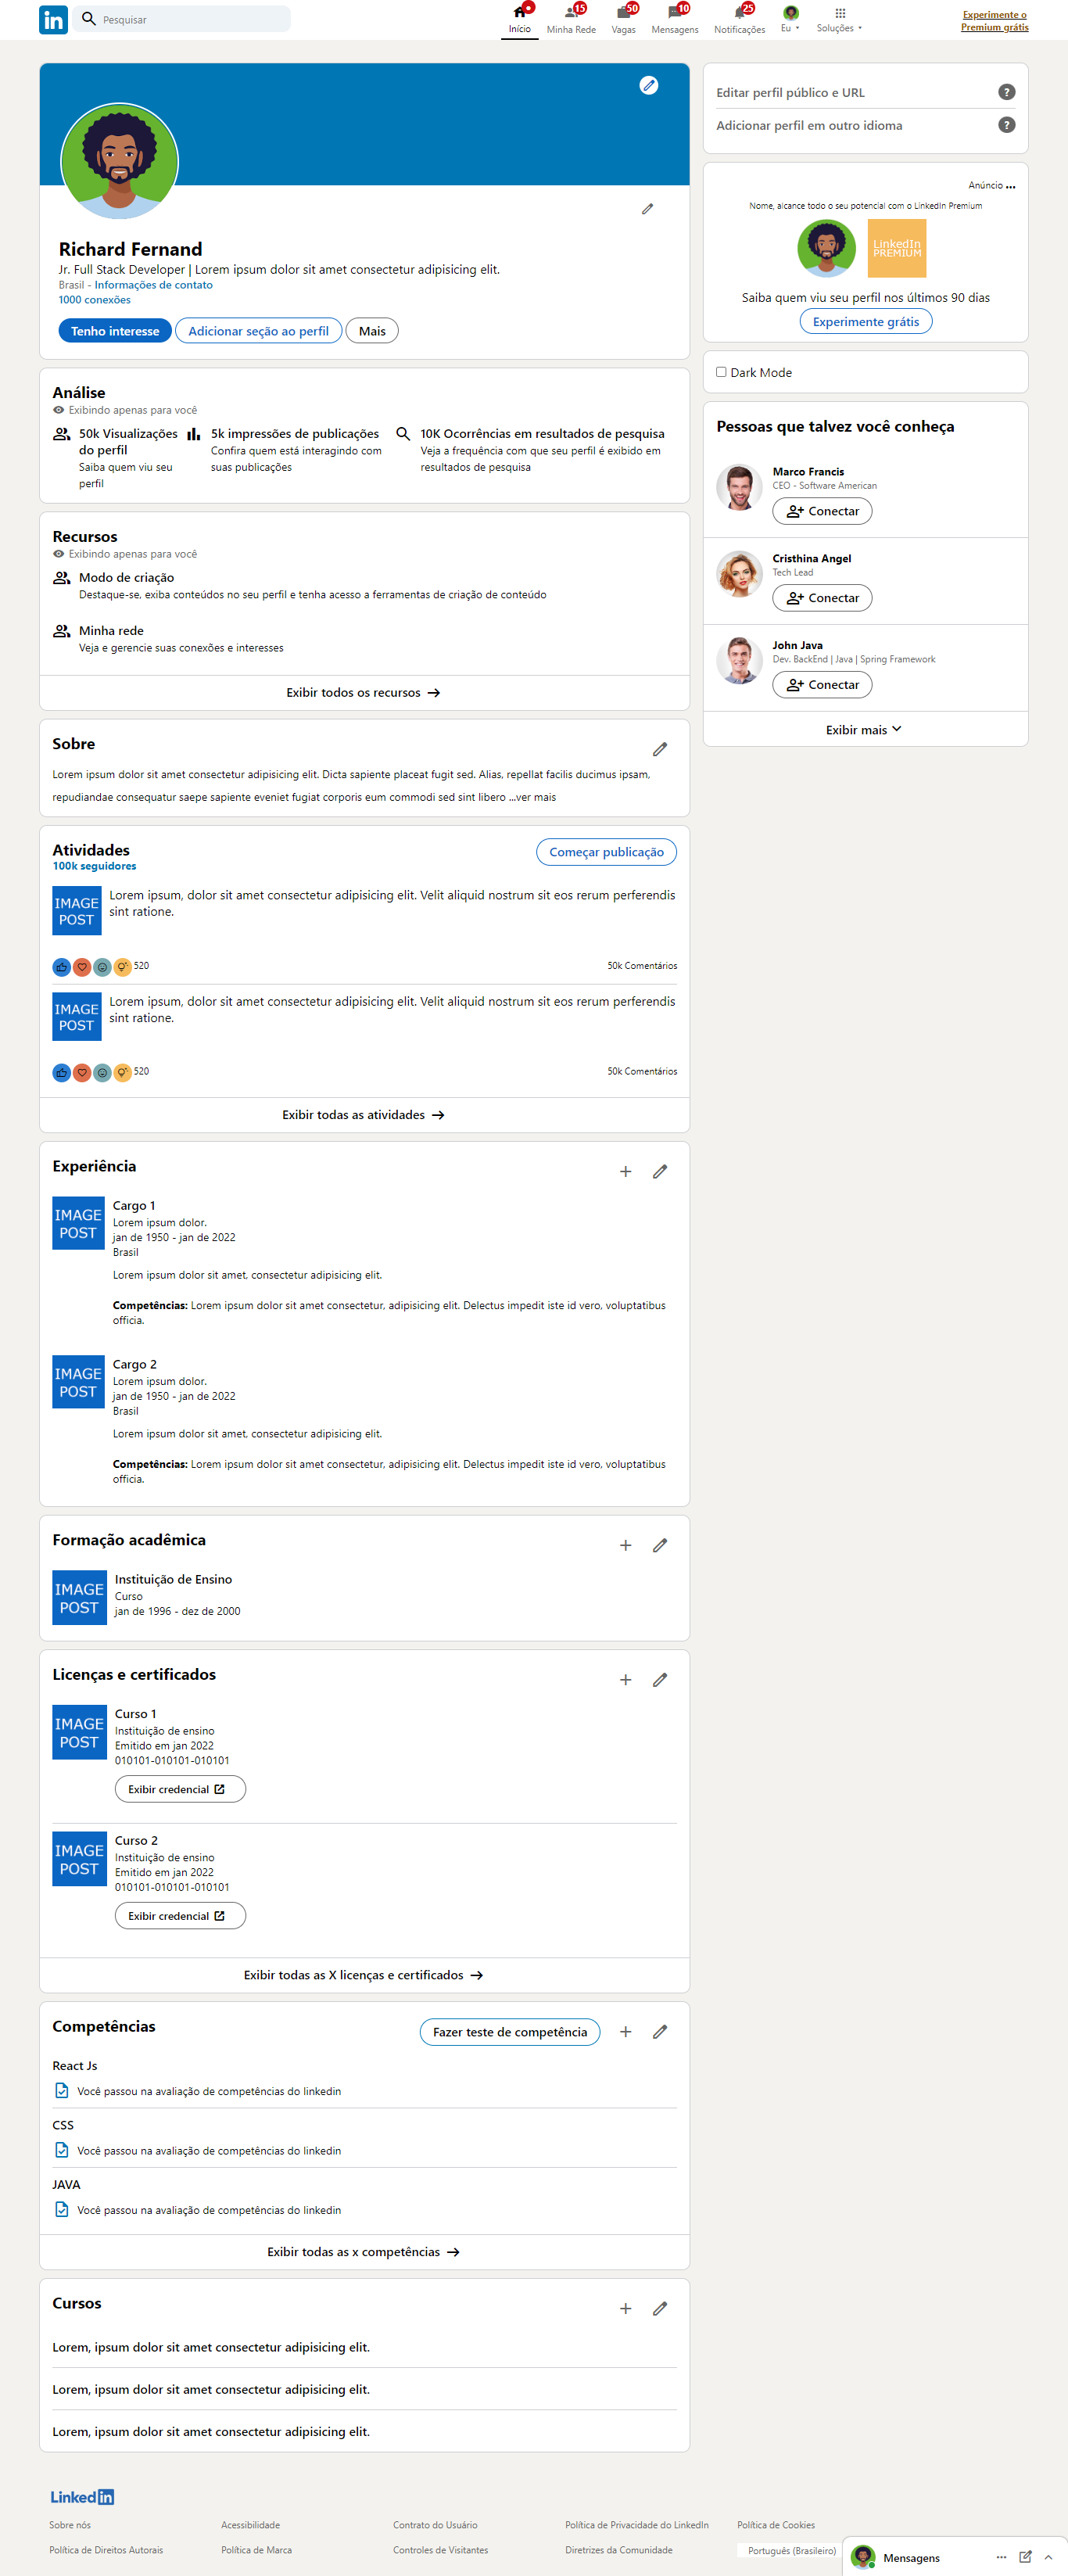 in
Pesquisar
Início
15
Minha Rede
50
Vagas
10
Mensagens
25
Notificações
Eu
Soluções
Experimente o
Premium grátis
Richard Fernand
Jr. Full Stack Developer | Lorem ipsum dolor sit amet consectetur adipisicing elit.
Brasil - Informações de contato
1000 conexões
Tenho interesse
Adicionar seção ao perfil
Mais
Análise
Exibindo apenas para você
50k Visualizações
do perfil
Saiba quem viu seu
perfil
5k impressões de publicações
Confira quem está interagindo com
suas publicações
10K Ocorrências em resultados de pesquisa
Veja a frequência com que seu perfil é exibido em
resultados de pesquisa
Recursos
Exibindo apenas para você
Modo de criação
Destaque-se, exiba conteúdos no seu perfil e tenha acesso a ferramentas de criação de conteúdo
Minha rede
Veja e gerencie suas conexões e interesses
Exibir todos os recursos
Sobre
Lorem ipsum dolor sit amet consectetur adipisicing elit. Dicta sapiente placeat fugit sed. Alias, repellat facilis ducimus ipsam,
repudiandae consequatur saepe sapiente eveniet fugiat corporis eum commodi sed sint libero ...ver mais
Atividades
100k seguidores
Começar publicação
IMAGE
POST
Lorem ipsum, dolor sit amet consectetur adipisicing elit. Velit aliquid nostrum sit eos rerum perferendis
sint ratione.
520
50k Comentários
IMAGE
POST
Lorem ipsum, dolor sit amet consectetur adipisicing elit. Velit aliquid nostrum sit eos rerum perferendis
sint ratione.
520
50k Comentários
Exibir todas as atividades
Experiência
IMAGE
POST
Cargo 1
Lorem ipsum dolor.
jan de 1950 - jan de 2022
Brasil
Lorem ipsum dolor sit amet, consectetur adipisicing elit.
Competências: Lorem ipsum dolor sit amet consectetur, adipisicing elit. Delectus impedit iste id vero, voluptatibus
officia.
IMAGE
POST
Cargo 2
Lorem ipsum dolor.
jan de 1950 - jan de 2022
Brasil
Lorem ipsum dolor sit amet, consectetur adipisicing elit.
Competências: Lorem ipsum dolor sit amet consectetur, adipisicing elit. Delectus impedit iste id vero, voluptatibus
officia.
Formação acadêmica
IMAGE
POST
Instituição de Ensino
Curso
jan de 1996 - dez de 2000
Licenças e certificados
IMAGE
POST
Curso 1
Instituição de ensino
Emitido em jan 2022
010101-010101-010101
Exibir credencial
IMAGE
POST
Curso 2
Instituição de ensino
Emitido em jan 2022
010101-010101-010101
Exibir credencial
Exibir todas as X licenças e certificados
Competências
Fazer teste de competência
React Js
Você passou na avaliação de competências do linkedin
CSS
Você passou na avaliação de competências do linkedin
JAVA
Você passou na avaliação de competências do linkedin
Exibir todas as x competências
Cursos
Lorem, ipsum dolor sit amet consectetur adipisicing elit.
Lorem, ipsum dolor sit amet consectetur adipisicing elit.
Lorem, ipsum dolor sit amet consectetur adipisicing elit.
Editar perfil público e URL
?
Adicionar perfil em outro idioma
?
Anúncio ...
Nome, alcance todo o seu potencial com o LinkedIn Premium
LinkedIn
PREMIUM
Saiba quem viu seu perfil nos últimos 90 dias
Experimente grátis
Dark Mode
Pessoas que talvez você conheça
Marco Francis
CEO - Software American
Conectar
Cristhina Angel
Tech Lead
Conectar
John Java
Dev. BackEnd | Java | Spring Framework
Conectar
Exibir mais
Linked in
Sobre nós
Acessibilidade
Contrato do Usuário
Política de Privacidade do LinkedIn
Política de Cookies
Política de Direitos Autorais
Política de Marca
Controles de Visitantes
Diretrizes da Comunidade
Português (Brasileiro)
Mensagens